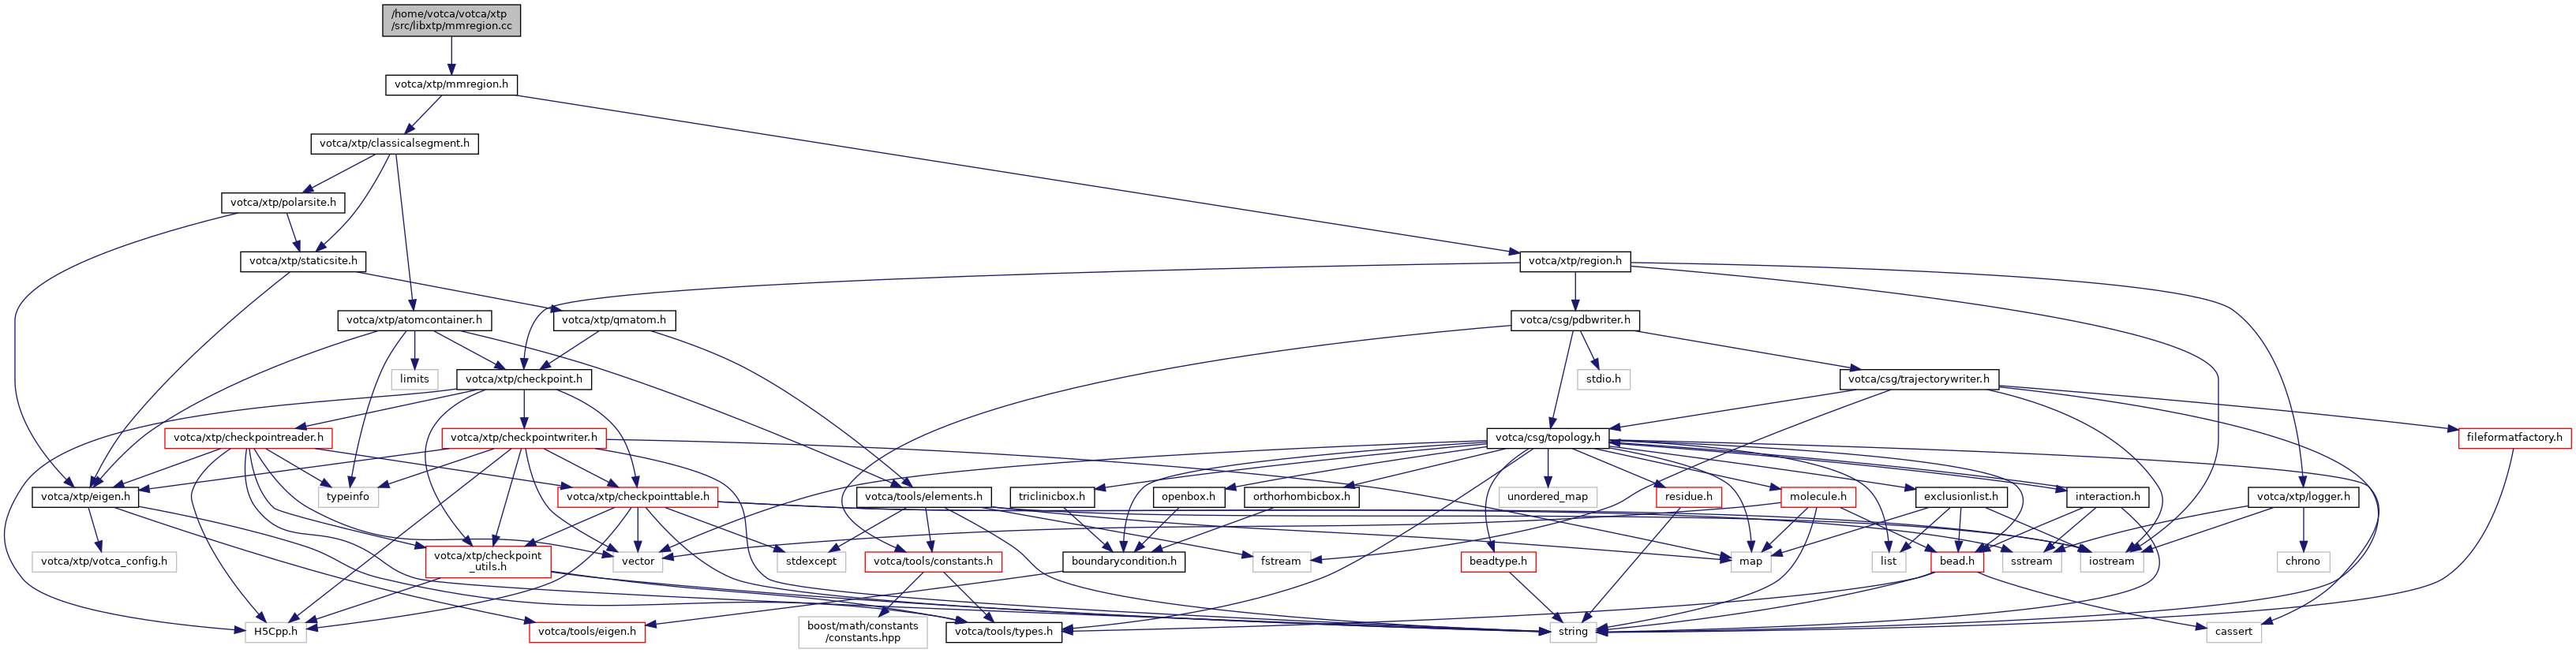 /home/votca/votca/xtp
/src/libxtp/mmregion.cc
votca/xtp/mmregion.h
votca/xtp/classicalsegment.h
votca/xtp/polarsite.h
votca/xtp/staticsite.h
votca/xtp/region.h
votca/xtp/atomcontainer.h
votca/xtp/qmatom.h
votca/csg/pdbwriter.h
limits
votca/xtp/checkpoint.h
stdio.h
votca/csg/trajectorywriter.h
votca/xtp/checkpointreader.h
votca/xtp/checkpointwriter.h
votca/csg/topology.h
fileformatfactory.h
votca/xtp/eigen.h
typeinfo
votca/xtp/checkpointtable.h
votca/tools/elements.h
triclinicbox.h
openbox.h
orthorhombicbox.h
unordered_map
residue.h
molecule.h
exclusionlist.h
interaction.h
votca/xtp/logger.h
votca/xtp/votca_config.h
votca/xtp/checkpoint
_utils.h
vector
stdexcept
votca/tools/constants.h
boundarycondition.h
fstream
beadtype.h
map
list
bead.h
sstream
iostream
chrono
H5Cpp.h
votca/tools/eigen.h
boost/math/constants
/constants.hpp
votca/tools/types.h
string
cassert